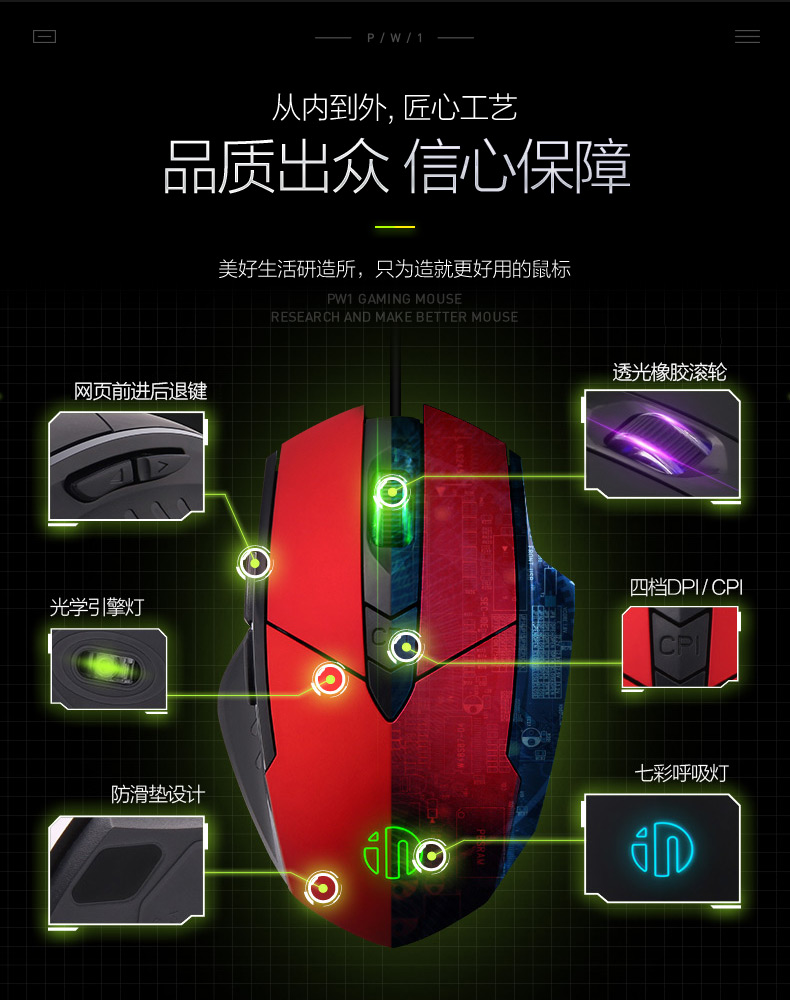 P / W / 1
从内到外, 匠心工艺
品质出众 信心保障
美好生活研造所，只为造就更好用的鼠标
PW1 GAMING MOUSE
RESEARCH AND MAKE BETTER MOUSE
透光橡胶滚轮
网页前进后退键
四档DPI / CPI
光学引擎灯
CPI
七彩呼吸灯
防滑垫设计
in
in